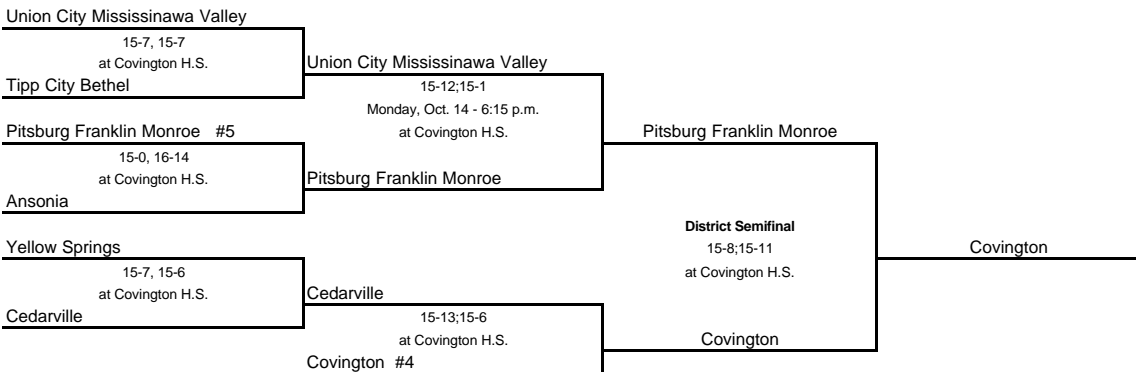 Union City Mississinawa Valley
15-7, 15-7
at Covington H.S.
Tipp City Bethel
Union City Mississinawa Valley
15-12;15-1
Monday, Oct. 14 - 6:15 p.m.
at Covington H.S.
Pitsburg Franklin Monroe #5
15-0, 16-14
at Covington H.S.
Ansonia
Pitsburg Franklin Monroe
Pitsburg Franklin Monroe
District Semifinal
15-8;15-11
at Covington H.S.
Covington
Yellow Springs
15-7, 15-6
at Covington H.S.
Cedarville
Cedarville
15-13;15-6
at Covington H.S.
Covington #4
Covington